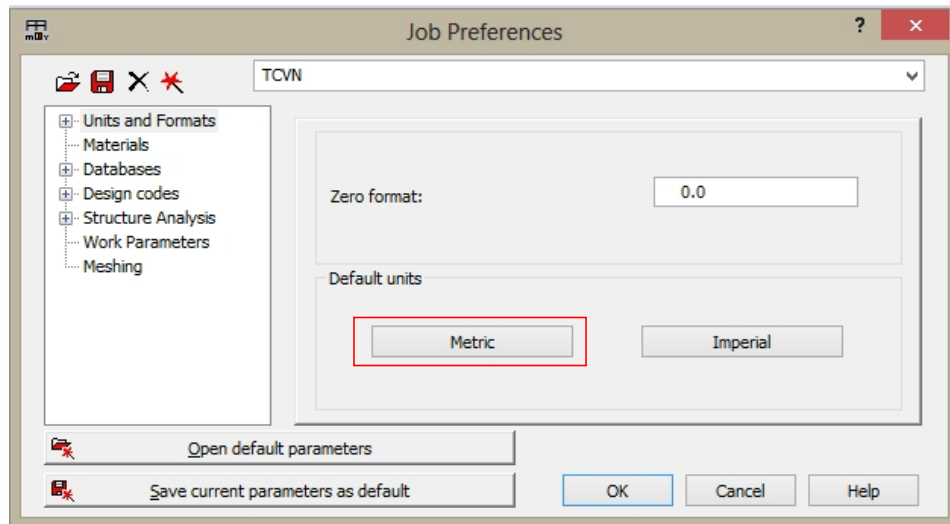 Job Preferences
?
TCVN
Units and Formats
Materials
Databases
Design codes
Structure Analysis
Work Parameters
Meshing
Zero format:
0.0
Default units
Metric
Imperial
Open default parameters
Save current parameters as default
OK
Cancel
Help